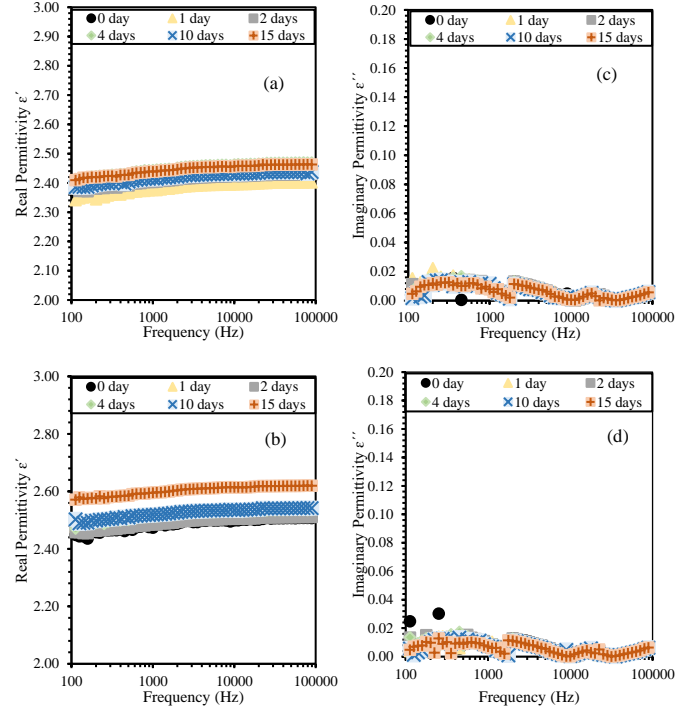 3.00
2.90
2.80
2.70
2.60
2.50
2.40
2.30
2.20
2.10
2.00
Real Permittivity ε′
0 day 1 day 2 days
4 days 10 days 15 days
(a)
100 1000 10000 100000
Frequency (Hz)
0.20
0.18
0.16
0.14
0.12
0.10
0.08
0.06
0.04
0.02
0.00
Imaginary Permittivity ε′′
0 day 1 day 2 days
4 days 10 days 15 days
(c)
100 1000 10000 100000
Frequency (Hz)
3.00
2.80
2.60
2.40
2.20
2.00
Real Permittivity ε′
0 day 1 day 2 days
4 days 10 days 15 days
(b)
100 1000 10000 100000
Frequency (Hz)
0.20
0.18
0.16
0.14
0.12
0.10
0.08
0.06
0.04
0.02
0.00
Imaginary Permittivity ε′′
0 day 1 day 2 days
4 days 10 days 15 days
(d)
100 1000 10000 100000
Frequency (Hz)